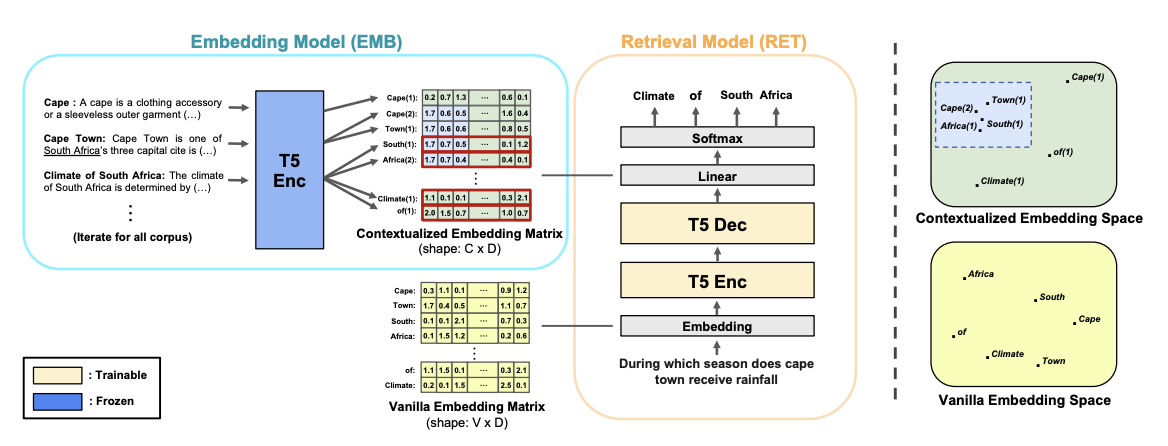 Embedding Model (EMB)
Cape : A cape is a clothing accessory
or a sleeveless outer garment (…)
Cape Town: Cape Town is one of
South Africa's three capital cite is (…)
Climate of South Africa: The climate
of South Africa is determined by (…)
⋮
(Iterate for all corpus)
T5
Enc
Cape(1): 0.2 0.7 1.3 … 0.6 0.1
Cape(2): 1.7 0.6 0.5 … 1.6 0.4
Town(1): 1.7 0.6 0.6 … 0.8 0.5
South(1): 1.7 0.7 0.5 … 0.1 1.2
Africa(2): 1.7 0.7 0.4 … 0.4 0.1
⋮
Climate(1): 1.1 0.1 0.1 … 0.3 2.1
of(1): 2.0 1.5 0.7 … 1.0 0.7
Contextualized Embedding Matrix
(shape: C x D)
Cape: 0.3 1.1 0.1 … 0.9 1.2
Town: 1.7 0.4 0.5 … 1.1 0.7
South: 0.1 0.1 2.1 … 0.7 0.3
Africa: 0.1 1.5 1.2 … 0.2 0.6
⋮
of: 1.1 1.5 0.1 … 0.3 2.1
Climate: 0.2 0.1 1.5 … 2.5 0.1
Vanilla Embedding Matrix
(shape: V x D)
: Trainable
: Frozen
Retrieval Model (RET)
Climate of South Africa
Softmax
Linear
T5 Dec
T5 Enc
Embedding
During which season does cape
town receive rainfall
Cape(1)
Town(1)
Cape(2)
South(1)
Africa(1)
of(1)
Climate(1)
Contextualized Embedding Space
Africa
South
Cape
of
Climate
Town
Vanilla Embedding Space